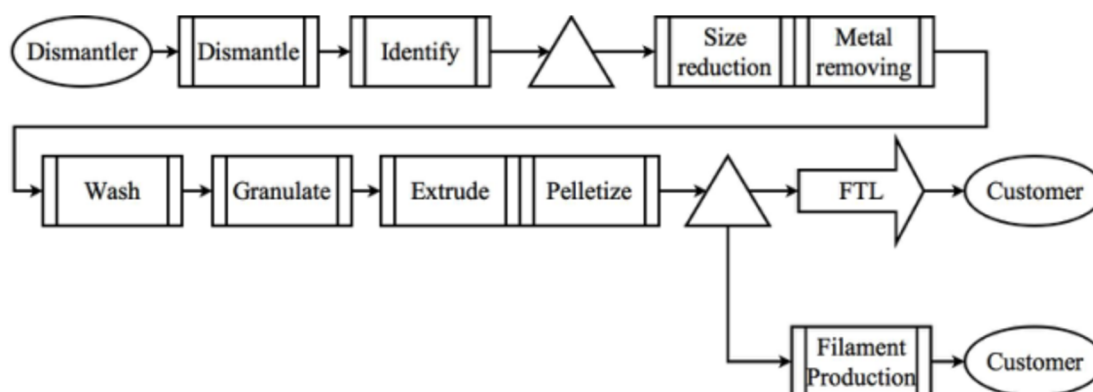 Dismantler
Dismantle
Identify
Size
reduction
Metal
removing
Wash
Granulate
Extrude
Pelletize
FTL
Customer
Filament
Production
Customer